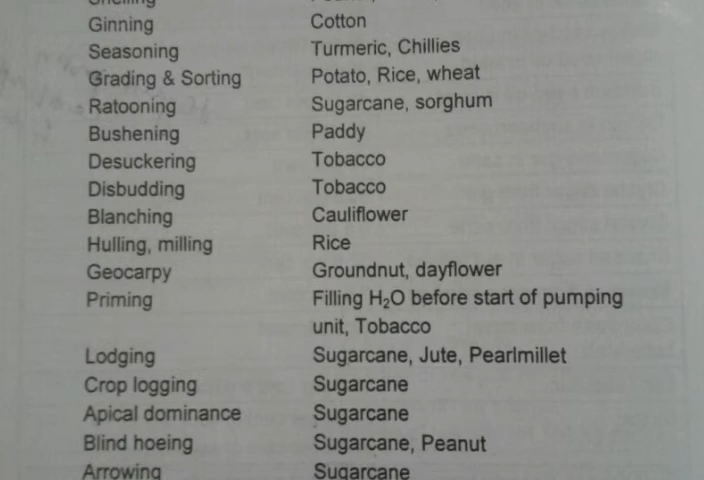 Ginning Cotton
Seasoning Turmeric, Chillies
Grading & Sorting Potato, Rice, wheat
Ratooning Sugarcane, sorghum
Bushening Paddy
Desuckering Tobacco
Disbudding Tobacco
Blanching Cauliflower
Hulling, milling Rice
Geocarpy Groundnut, dayflower
Priming Filling H₂O before start of pumping
unit, Tobacco
Lodging Sugarcane, Jute, Pearlmillet
Crop logging Sugarcane
Apical dominance Sugarcane
Blind hoeing Sugarcane, Peanut
Arrowing Sugarcane